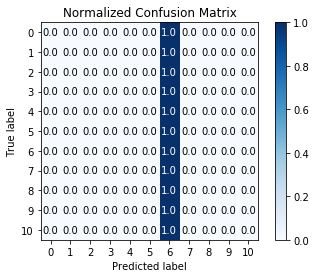 Normalized Confusion Matrix
0 0.0 0.0 0.0 0.0 0.0 0.0 1.0 0.0 0.0 0.0 0.0
1 0.0 0.0 0.0 0.0 0.0 0.0 1.0 0.0 0.0 0.0 0.0
2 0.0 0.0 0.0 0.0 0.0 0.0 1.0 0.0 0.0 0.0 0.0
3 0.0 0.0 0.0 0.0 0.0 0.0 1.0 0.0 0.0 0.0 0.0
4 0.0 0.0 0.0 0.0 0.0 0.0 1.0 0.0 0.0 0.0 0.0
5 0.0 0.0 0.0 0.0 0.0 0.0 1.0 0.0 0.0 0.0 0.0
6 0.0 0.0 0.0 0.0 0.0 0.0 1.0 0.0 0.0 0.0 0.0
7 0.0 0.0 0.0 0.0 0.0 0.0 1.0 0.0 0.0 0.0 0.0
8 0.0 0.0 0.0 0.0 0.0 0.0 1.0 0.0 0.0 0.0 0.0
9 0.0 0.0 0.0 0.0 0.0 0.0 1.0 0.0 0.0 0.0 0.0
10 0.0 0.0 0.0 0.0 0.0 0.0 1.0 0.0 0.0 0.0 0.0
0 1 2 3 4 5 6 7 8 9 10
Predicted label
True label
1.0
0.8
0.6
0.4
0.2
0.0